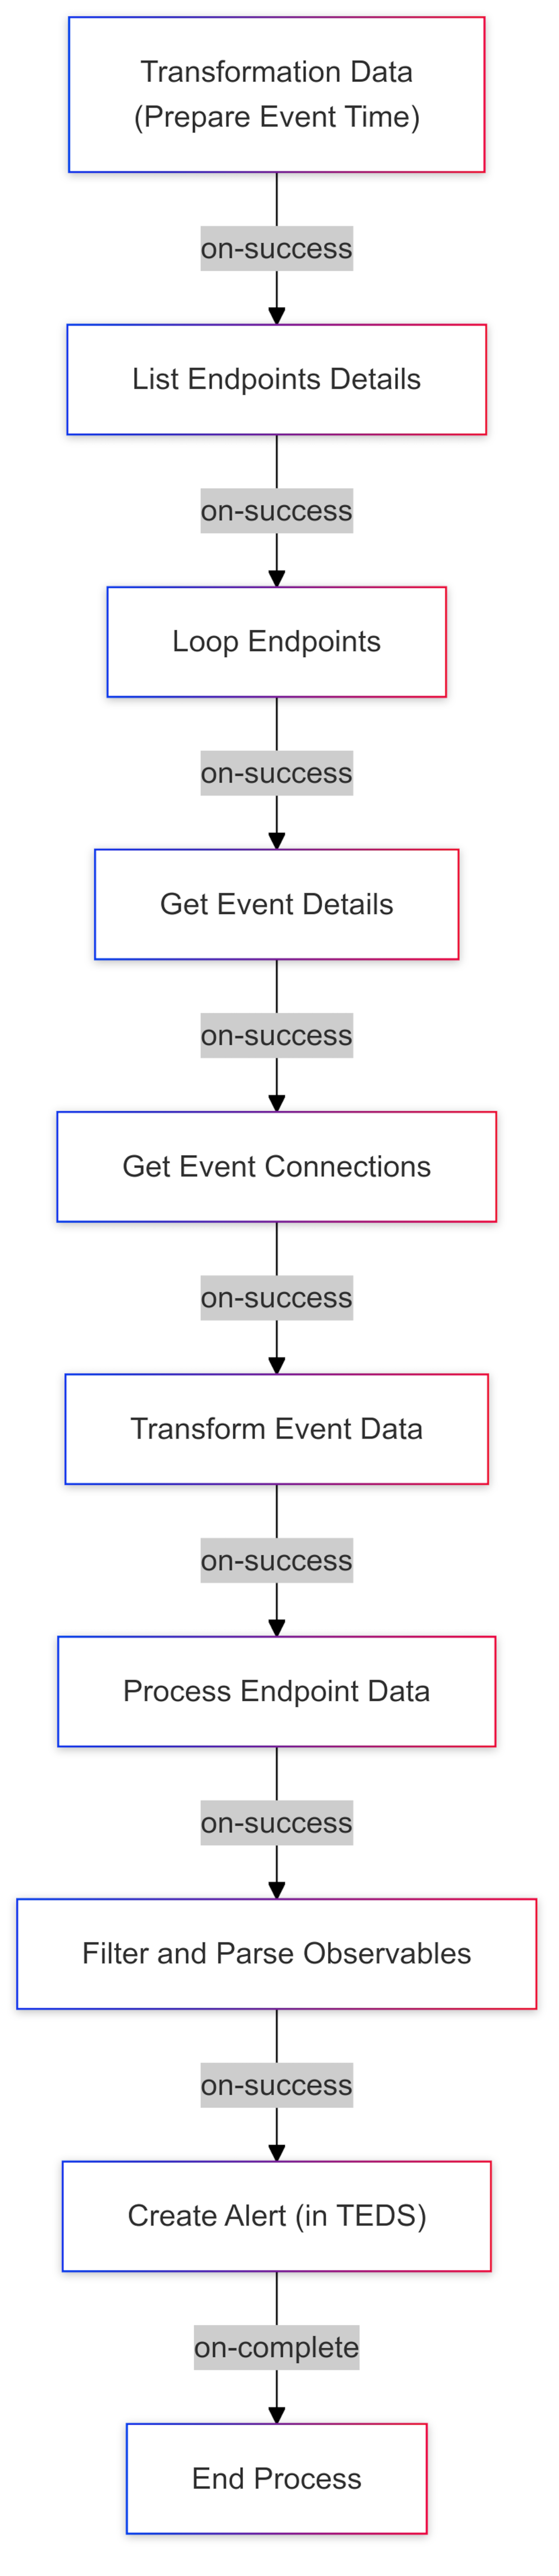 Transformation Data
(Prepare Event Time)
on-success
List Endpoints Details
on-success
Loop Endpoints
on-success
Get Event Details
on-success
Get Event Connections
on-success
Transform Event Data
on-success
Process Endpoint Data
on-success
Filter and Parse Observables
on-success
Create Alert (in TEDS)
on-complete
End Process